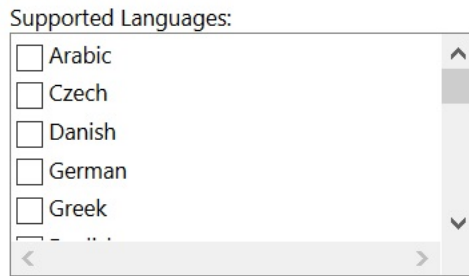 Supported Languages:
Arabic
Czech
Danish
German
Greek